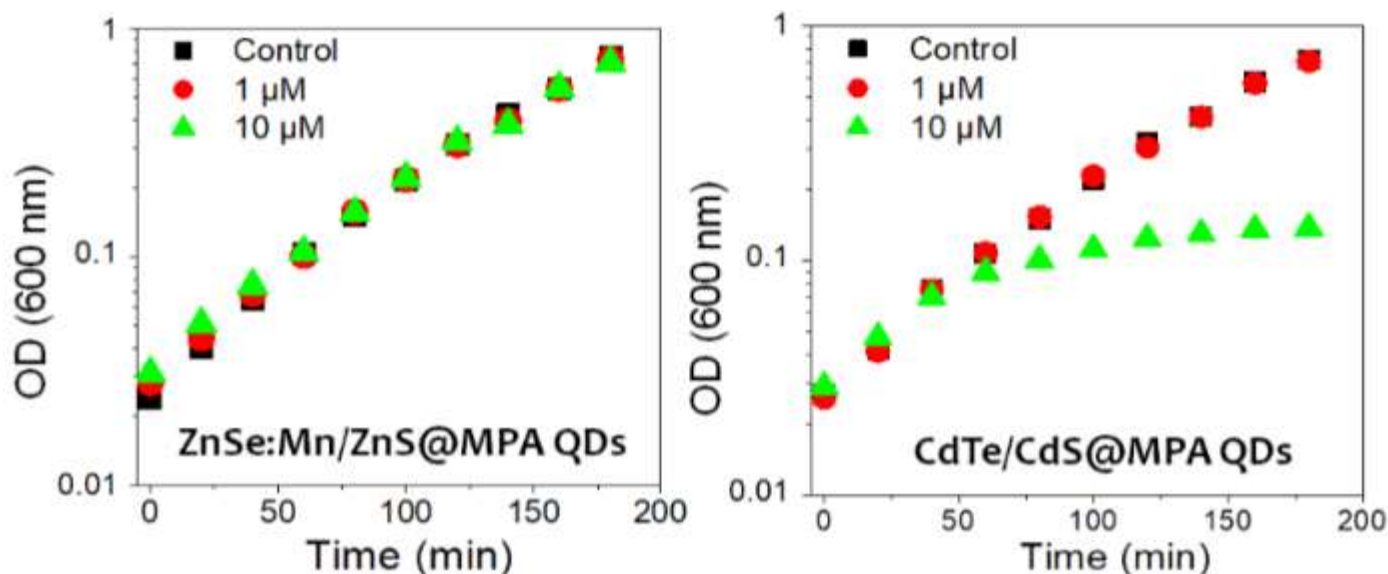 1
Control
1 µM
10 µM
0.1
0.01
OD (600 nm)
ZnSe:Mn/ZnS@MPA QDs
0
50
100
150
200
Time (min)
1
Control
1 µM
10 µM
0.1
0.01
OD (600 nm)
CdTe/CdS@MPA QDs
0
50
100
150
200
Time (min)